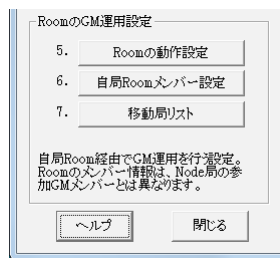 RoomのGM運用設定
5. Roomの動作設定
6. 自局Roomメンバー設定
7. 移動局リスト
自局Room経由でGM運用を行う設定。
Roomのメンバー情報は、Node局の参
加GMメンバーとは異なります。
ヘルプ 閉じる